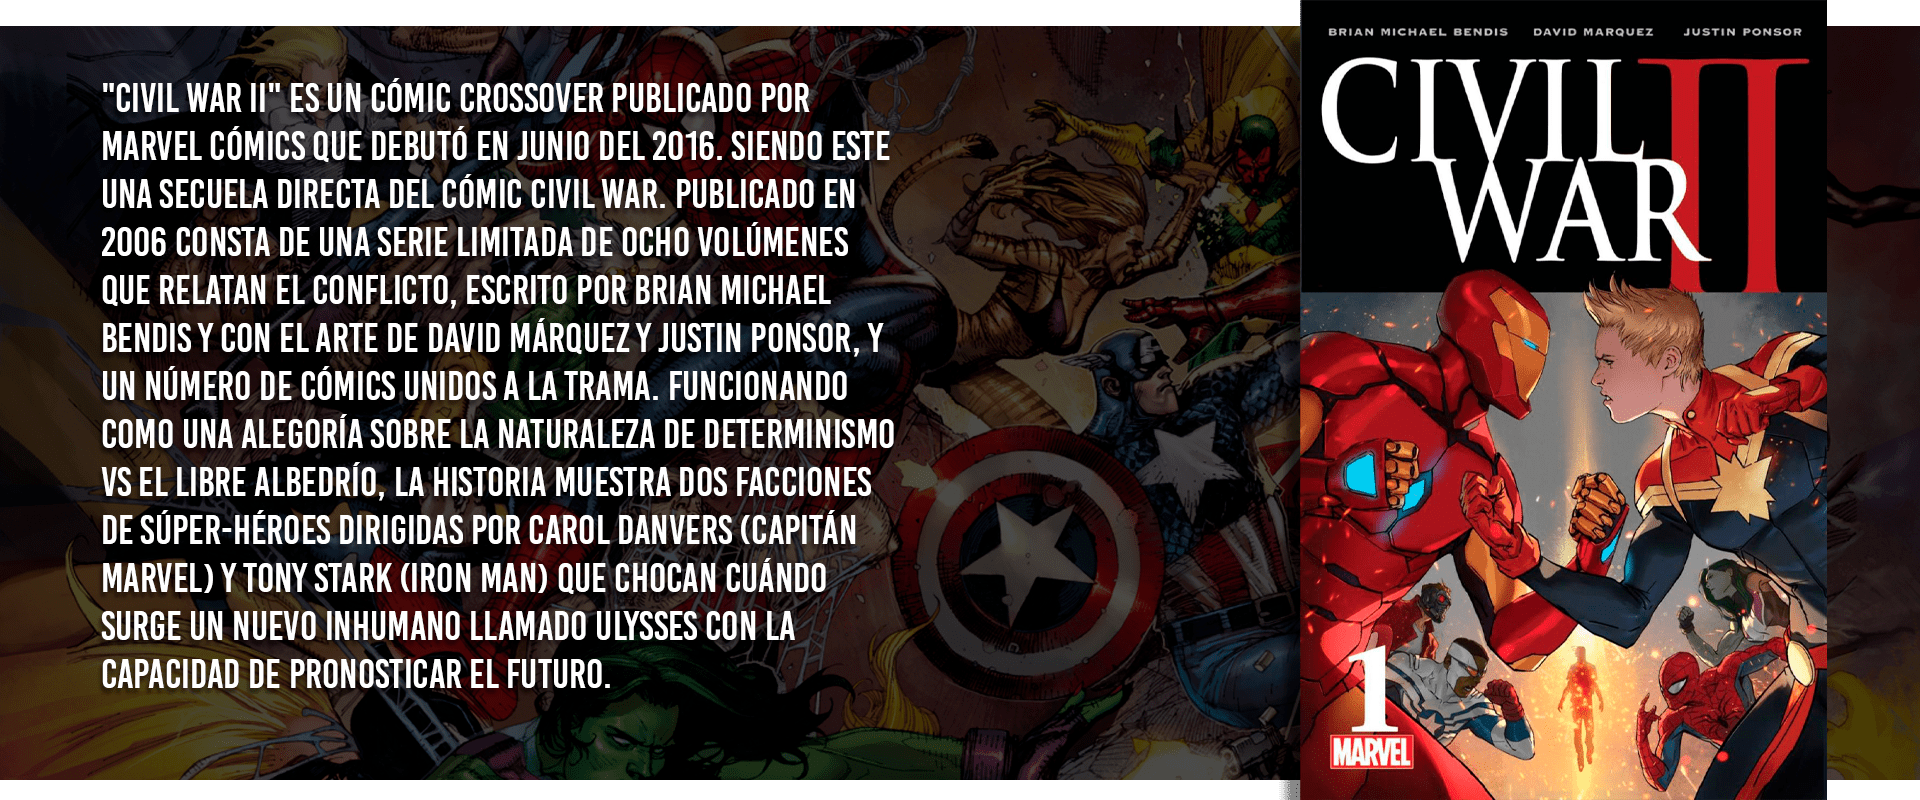 "CIVIL WAR II" ES UN CÓMIC CROSSOVER PUBLICADO POR
MARVEL CÓMICS QUE DEBUTÓ EN JUNIO DEL 2016. SIENDO ESTE
UNA SECUELA DIRECTA DEL CÓMIC CIVIL WAR. PUBLICADO EN
2006 CONSTA DE UNA SERIE LIMITADA DE OCHO VOLÚMENES
QUE RELATAN EL CONFLICTO, ESCRITO POR BRIAN MICHAEL
BENDIS Y CON EL ARTE DE DAVID MÁRQUEZ Y JUSTIN PONSOR, Y
UN NÚMERO DE CÓMICS UNIDOS A LA TRAMA. FUNCIONANDO
COMO UNA ALEGORÍA SOBRE LA NATURALEZA DE DETERMINISMO
VS EL LIBRE ALBEDRÍO, LA HISTORIA MUESTRA DOS FACCIONES
DE SÚPER-HÉROES DIRIGIDAS POR CAROL DANVERS (CAPITÁN
MARVEL) Y TONY STARK (IRON MAN) QUE CHOCAN CUÁNDO
SURGE UN NUEVO INHUMANO LLAMADO ULYSSES CON LA
CAPACIDAD DE PRONOSTICAR EL FUTURO.
BRIAN MICHAEL BENDIS DAVID MARQUEZ JUSTIN PONSOR
CIVIL II
WAR
1
MARVEL